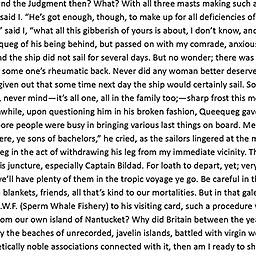 nd the Judgment then? What? With all three masts making such a
said I. “He’s got enough, though, to make up for all deficiencies of
” said I, “what all this gibberish of yours is about, I don’t know, and
queg of his being behind, but passed on with my comrade, anxious
nd the ship did not sail for several days. But no wonder; there was
some one’s rheumatic back. Never did any woman better deserve
given out that some time next day the ship would certainly sail. So
never mind—it’s all one, all in the family too;—sharp frost this mo
awhile, upon questioning him in his broken fashion, Queequeg gave
ore people were busy in bringing various last things on board. Me
ere, ye sons of bachelors,” he cried, as the sailors lingered at the m
eg in the act of withdrawing his leg from my immediate vicinity. Th
is juncture, especially Captain Bildad. For loath to depart, yet; very
ve’ll have plenty of them in the tropic voyage ye go. Be careful in th
blankets, friends, all that’s kind to our mortalities. But in that gale
.W.F. (Sperm Whale Fishery) to his visiting card, such a procedure w
om our own island of Nantucket? Why did Britain between the yea
y the beaches of unrecorded, javelin islands, battled with virgin w
etically noble associations connected with it, then am I ready to sh